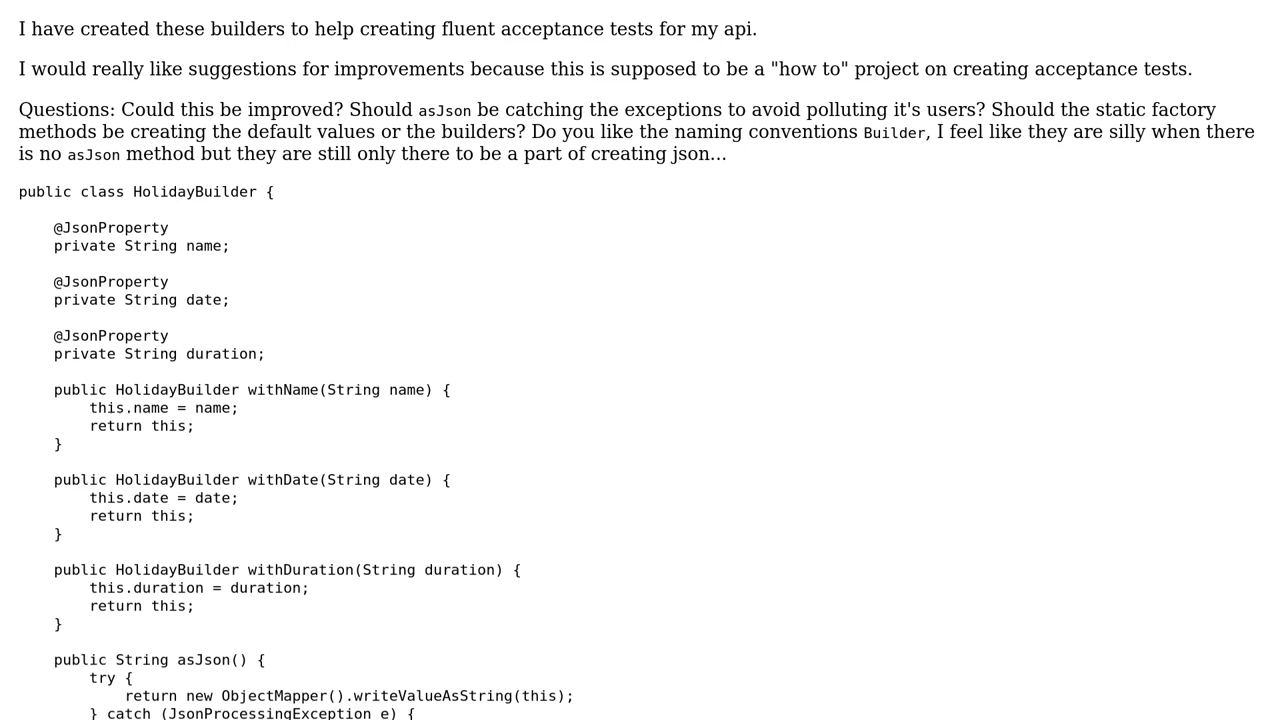 I have created these builders to help creating fluent acceptance tests for my api.
I would really like suggestions for improvements because this is supposed to be a "how to" project on creating acceptance tests.
Questions: Could this be improved? Should asJson be catching the exceptions to avoid polluting it's users? Should the static factory
methods be creating the default values or the builders? Do you like the naming conventions Builder, I feel like they are silly when there
is no asJson method but they are still only there to be a part of creating json...
public class HolidayBuilder {
    @JsonProperty
    private String name;
    @JsonProperty
    private String date;
    @JsonProperty
    private String duration;
    public HolidayBuilder withName(String name) {
        this.name = name;
        return this;
    }
    public HolidayBuilder withDate(String date) {
        this.date = date;
        return this;
    }
    public HolidayBuilder withDuration(String duration) {
        this.duration = duration;
        return this;
    }
    public String asJson() {
        try {
            return new ObjectMapper().writeValueAsString(this);
        } catch (JsonProcessingException e) {